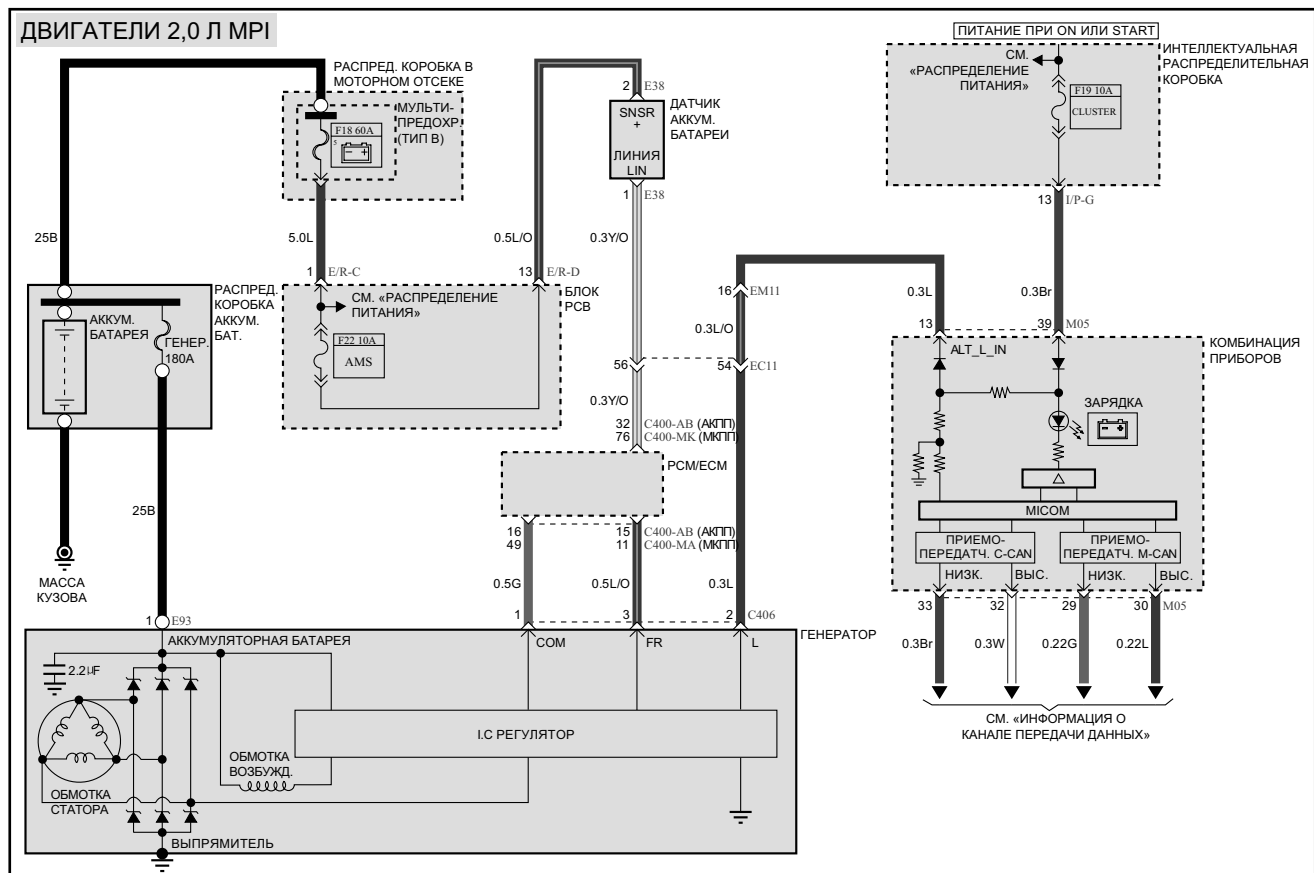 ДВИГАТЕЛИ 2,0 Л MPI
ПИТАНИЕ ПРИ ON ИЛИ START
РАСПРЕД. КОРОБКА В
МОТОРНОМ ОТСЕКЕ
МУЛЬТИ-
ПРЕДОХР.
(ТИП B)
F18 60A
5
2 E38
SNSR
+
ЛИНИЯ
LIN
ДАТЧИК
АККУМ.
БАТАРЕИ
1 E38
СМ.
«РАСПРЕДЕЛЕНИЕ
ПИТАНИЯ»
F19 10A
CLUSTER
ИНТЕЛЛЕКТУАЛЬНАЯ
РАСПРЕДЕЛИТЕЛЬНАЯ
КОРОБКА
13 I/P-G
25B
5.0L
0.5L/O
0.3Y/O
1 E/R-C
13 E/R-D
РАСПРЕД.
КОРОБКА
АККУМ.
БАТ.
АККУМ.
БАТАРЕЯ
ГЕНЕР.
180А
СМ. «РАСПРЕДЕЛЕНИЕ
ПИТАНИЯ»
F22 10A
AMS
БЛОК
PCB
16 EM11
0.3L
0.3Br
0.3L/O
13
39 M05
56
54 EC11
0.3Y/O
32 C400-AB (АКПП)
76 C400-MK (МКПП)
PCM/ECM
ALT_L_IN
КОМБИНАЦИЯ
ПРИБОРОВ
ЗАРЯДКА
MICOM
ПРИЕМО-
ПЕРЕДАТЧ. C-CAN
ПРИЕМО-
ПЕРЕДАТЧ. M-CAN
НИЗК.
ВЫС.
НИЗК.
ВЫС.
25B
16
49
15 C400-AB (АКПП)
11 C400-MA (МКПП)
МАССА
КУЗОВА
0.5G
0.5L/O
0.3L
33
32
29
30 M05
0.3Br
0.3W
0.22G
0.22L
1 E93
1
3
2 C406
АККУМУЛЯТОРНАЯ БАТАРЕЯ
COM
FR
L
ГЕНЕРАТОР
2.2µF
I.C РЕГУЛЯТОР
ОБМОТКА
ВОЗБУЖД.
ОБМОТКА
СТАТОРА
ВЫПРЯМИТЕЛЬ
СМ. «ИНФОРМАЦИЯ О
КАНАЛЕ ПЕРЕДАЧИ ДАННЫХ»